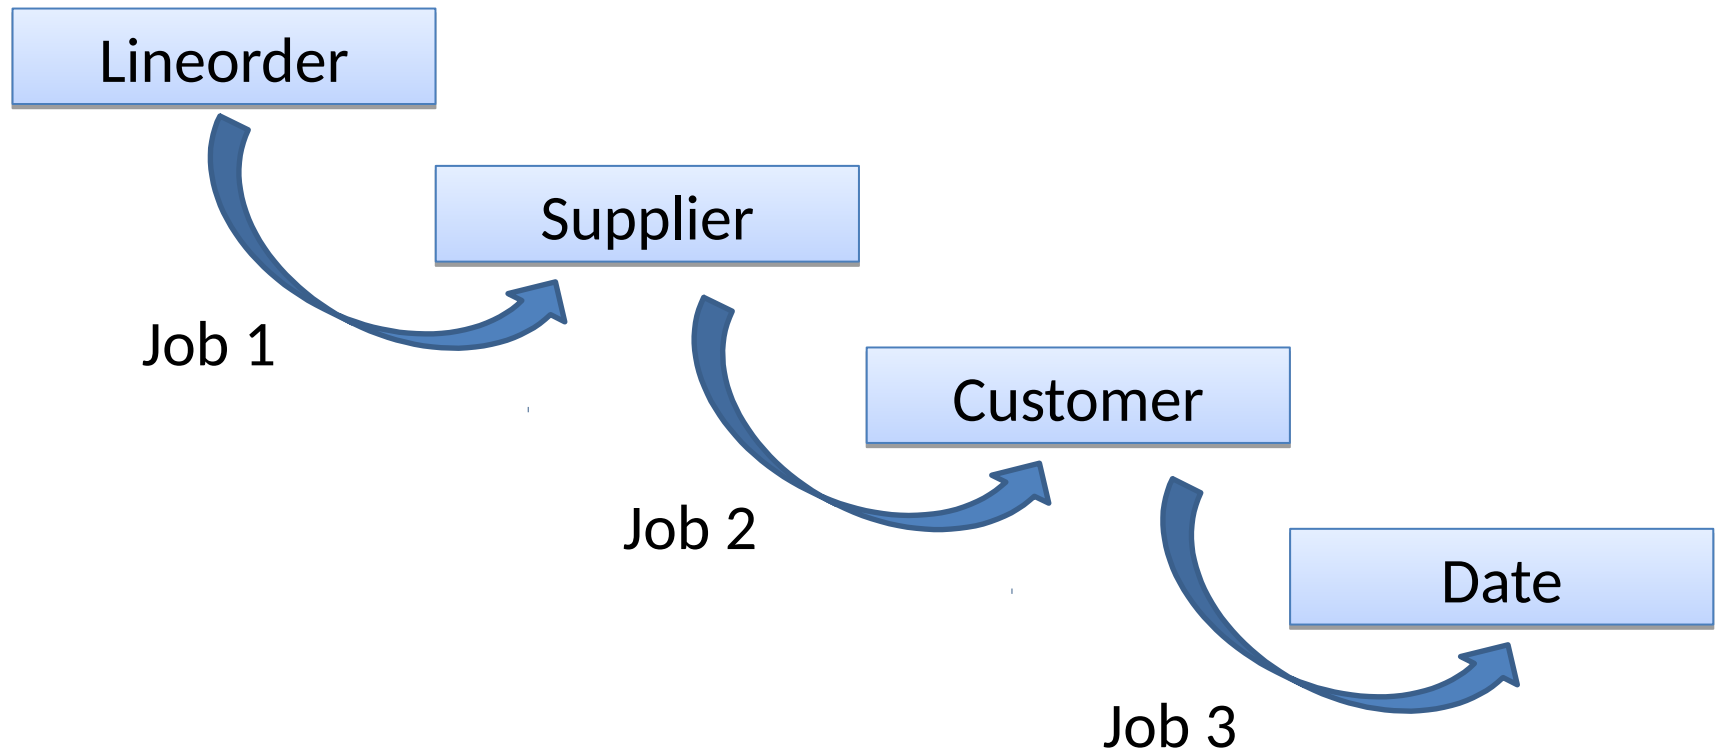 Lineorder
Supplier
Job 1
Customer
Job 2
Date
Job 3